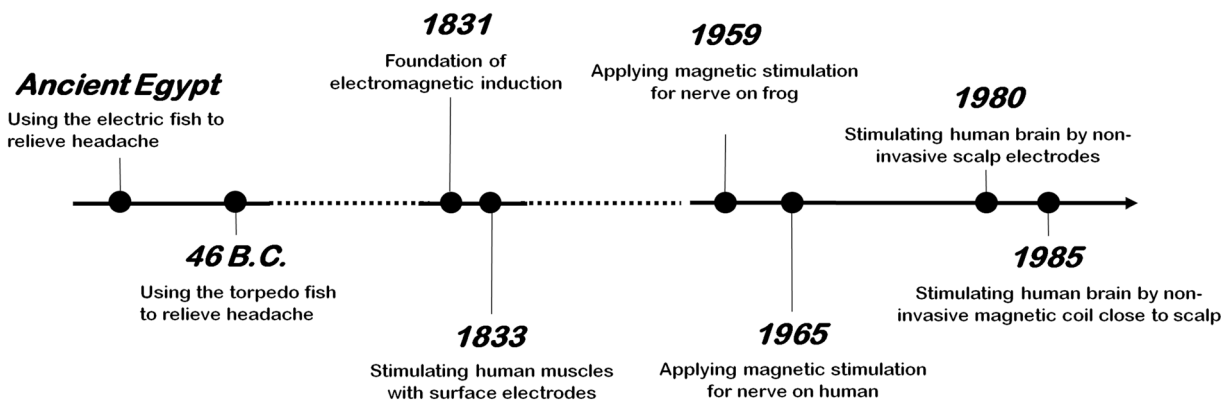 Ancient Egypt
Using the electric fish to
relieve headache
46 B.C.
Using the torpedo fish
to relieve headache
1831
Foundation of
electromagnetic induction
1833
Stimulating human muscles
with surface electrodes
1959
Applying magnetic stimulation
for nerve on frog
1965
Applying magnetic stimulation
for nerve on human
1980
Stimulating human brain by non-
invasive scalp electrodes
1985
Stimulating human brain by non-
invasive magnetic coil close to scalp